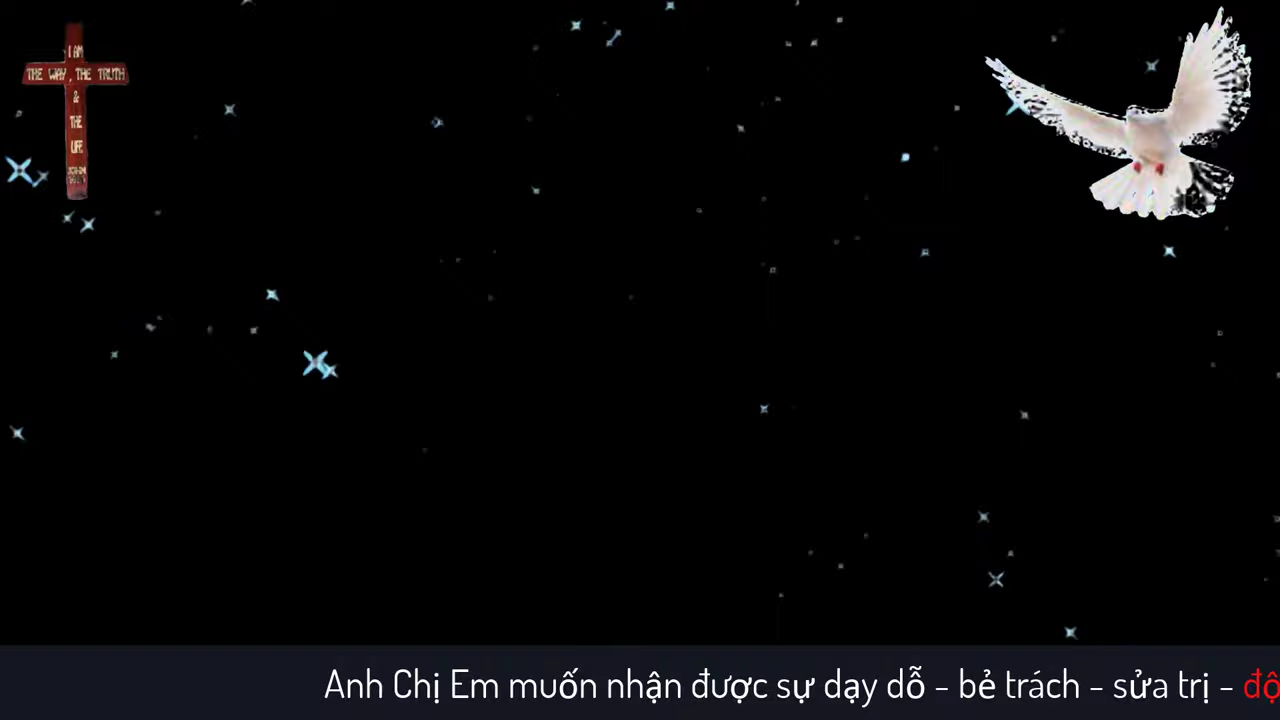 I AM
THE WAY, THE TRUTH
&
THE
LIFE
Anh Chị Em muốn nhận được sự dạy dỗ - bẻ trách - sửa trị -